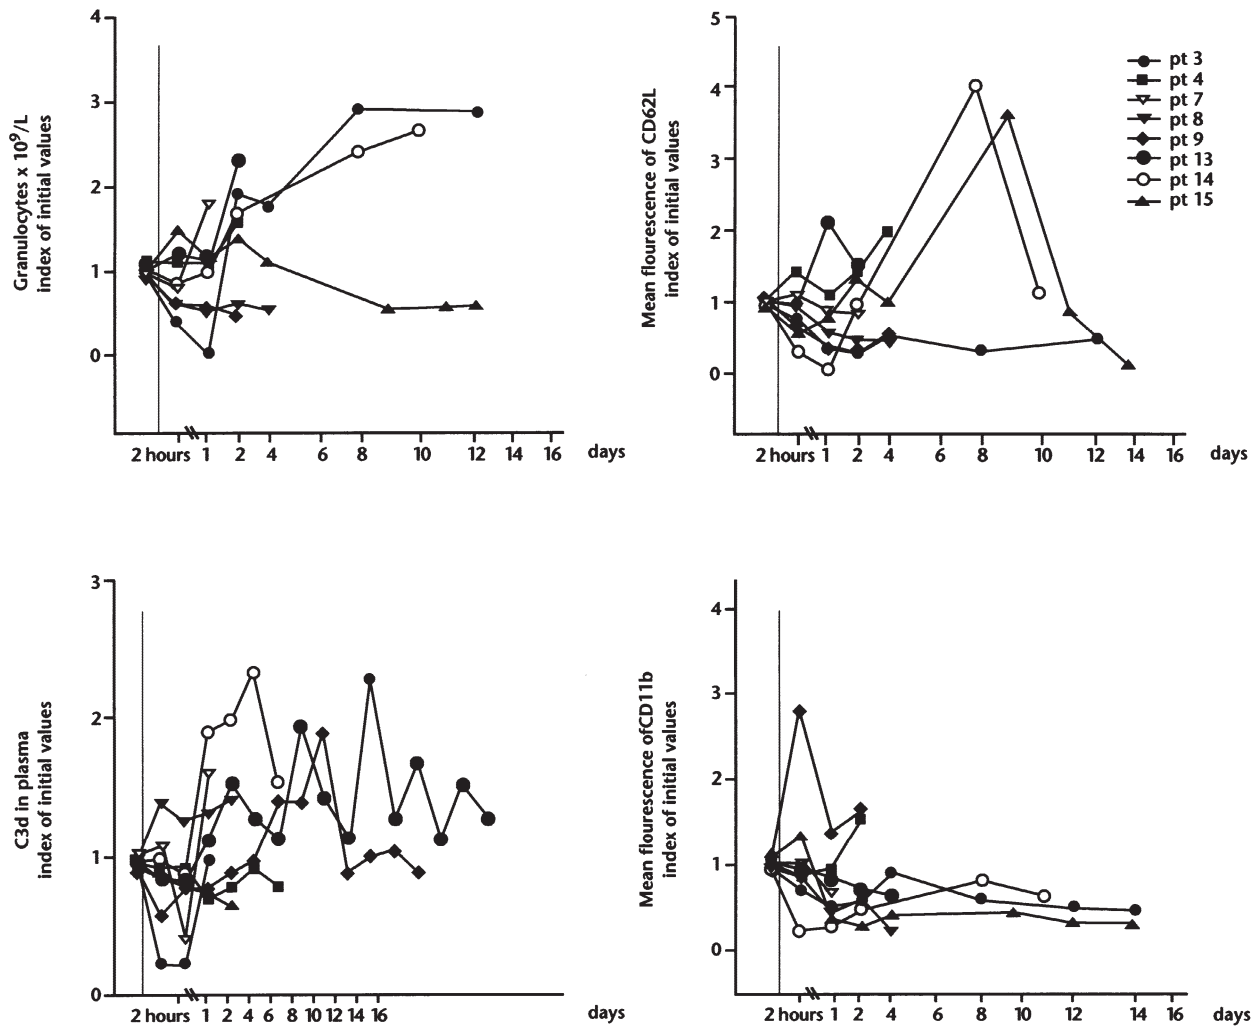 Granulocytes x 10⁹/L
index of initial values
4
3
2
1
0
2 hours 1 2 4 6 8 10 12 14 16 days
Mean flourescence of CD62L
index of initial values
5
4
3
2
1
0
2 hours 1 2 4 6 8 10 12 14 16 days
pt 3
pt 4
pt 7
pt 8
pt 9
pt 13
pt 14
pt 15
C3d in plasma
index of initial values
3
2
1
0
2 hours 1 2 4 6 8 10 12 14 16 days
Mean flourescence ofCD11b
index of initial values
4
3
2
1
0
2 hours 1 2 4 6 8 10 12 14 16 days